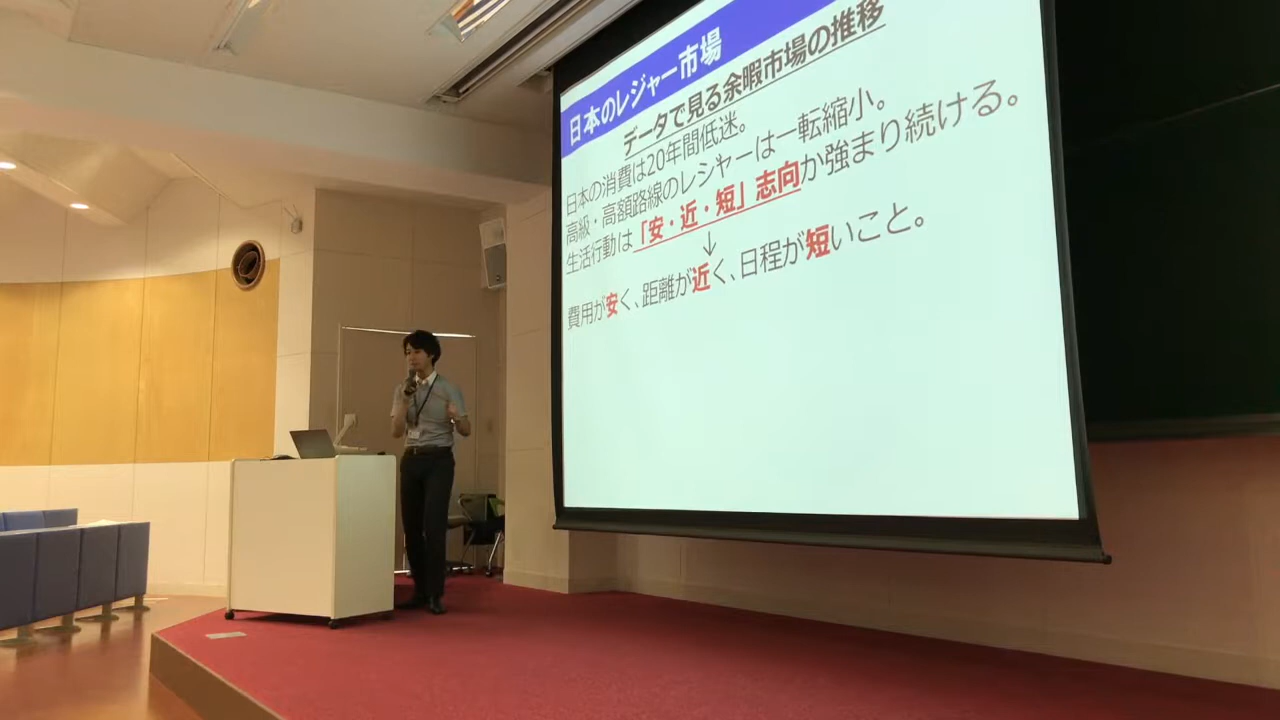 日本のレジャー市場
データで見る余暇市場の推移
日本の消費は20年間低迷。
高級・高額路線のレジャーは一転縮小。
生活行動は「安・近・短」志向が強まり続ける。
↓
費用が安く、距離が近く、日程が短いこと。